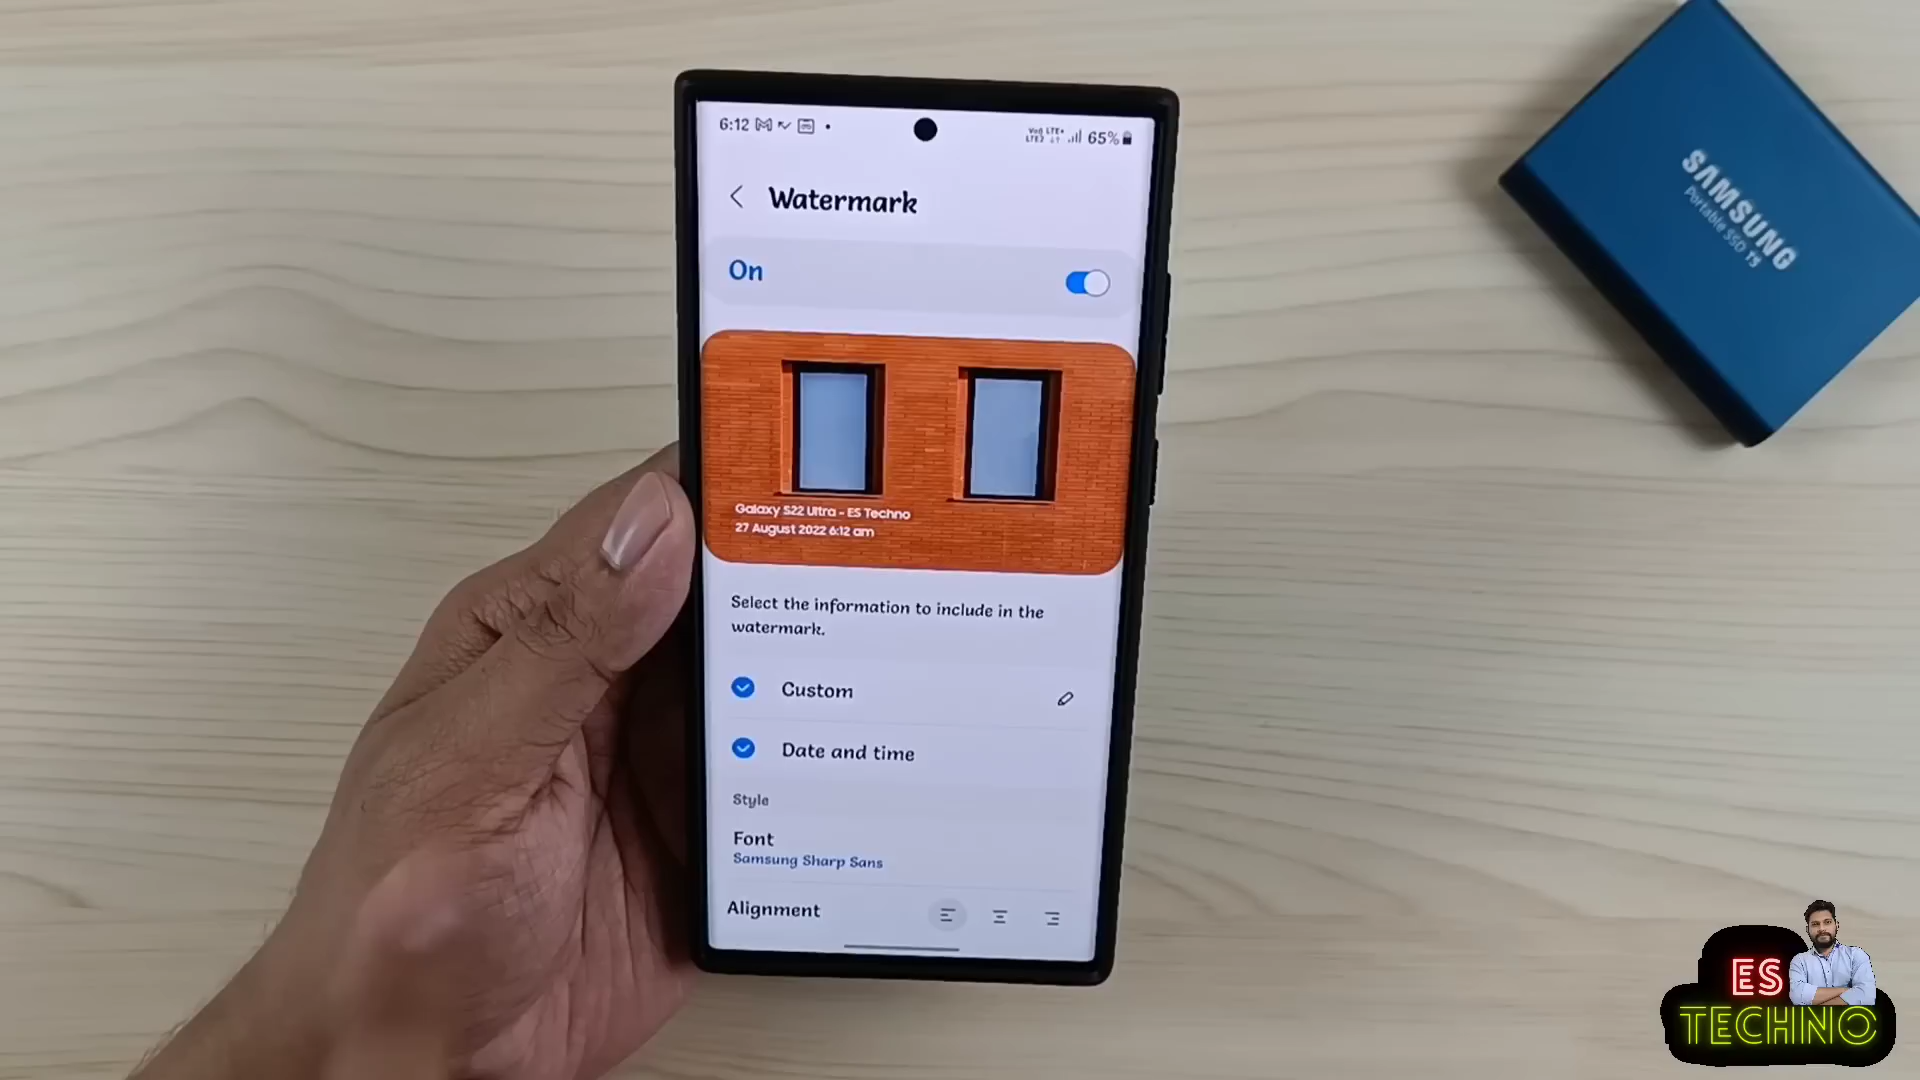 6:12
65%
Watermark
On
Galaxy S22 Ultra - ES Techno
27 August 2022 6:12 am
Select the information to include in the
watermark.
Custom
Date and time
Style
Font
Samsung Sharp Sans
Alignment
SAMSUNG
Portable SSD T5
ES
TECHNO